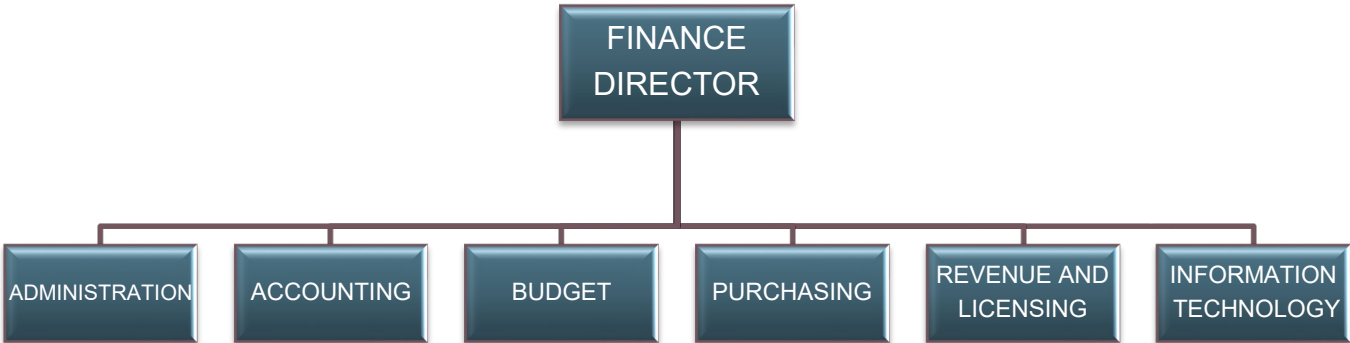 FINANCE
DIRECTOR
ADMINISTRATION
ACCOUNTING
BUDGET
PURCHASING
REVENUE AND
LICENSING
INFORMATION
TECHNOLOGY